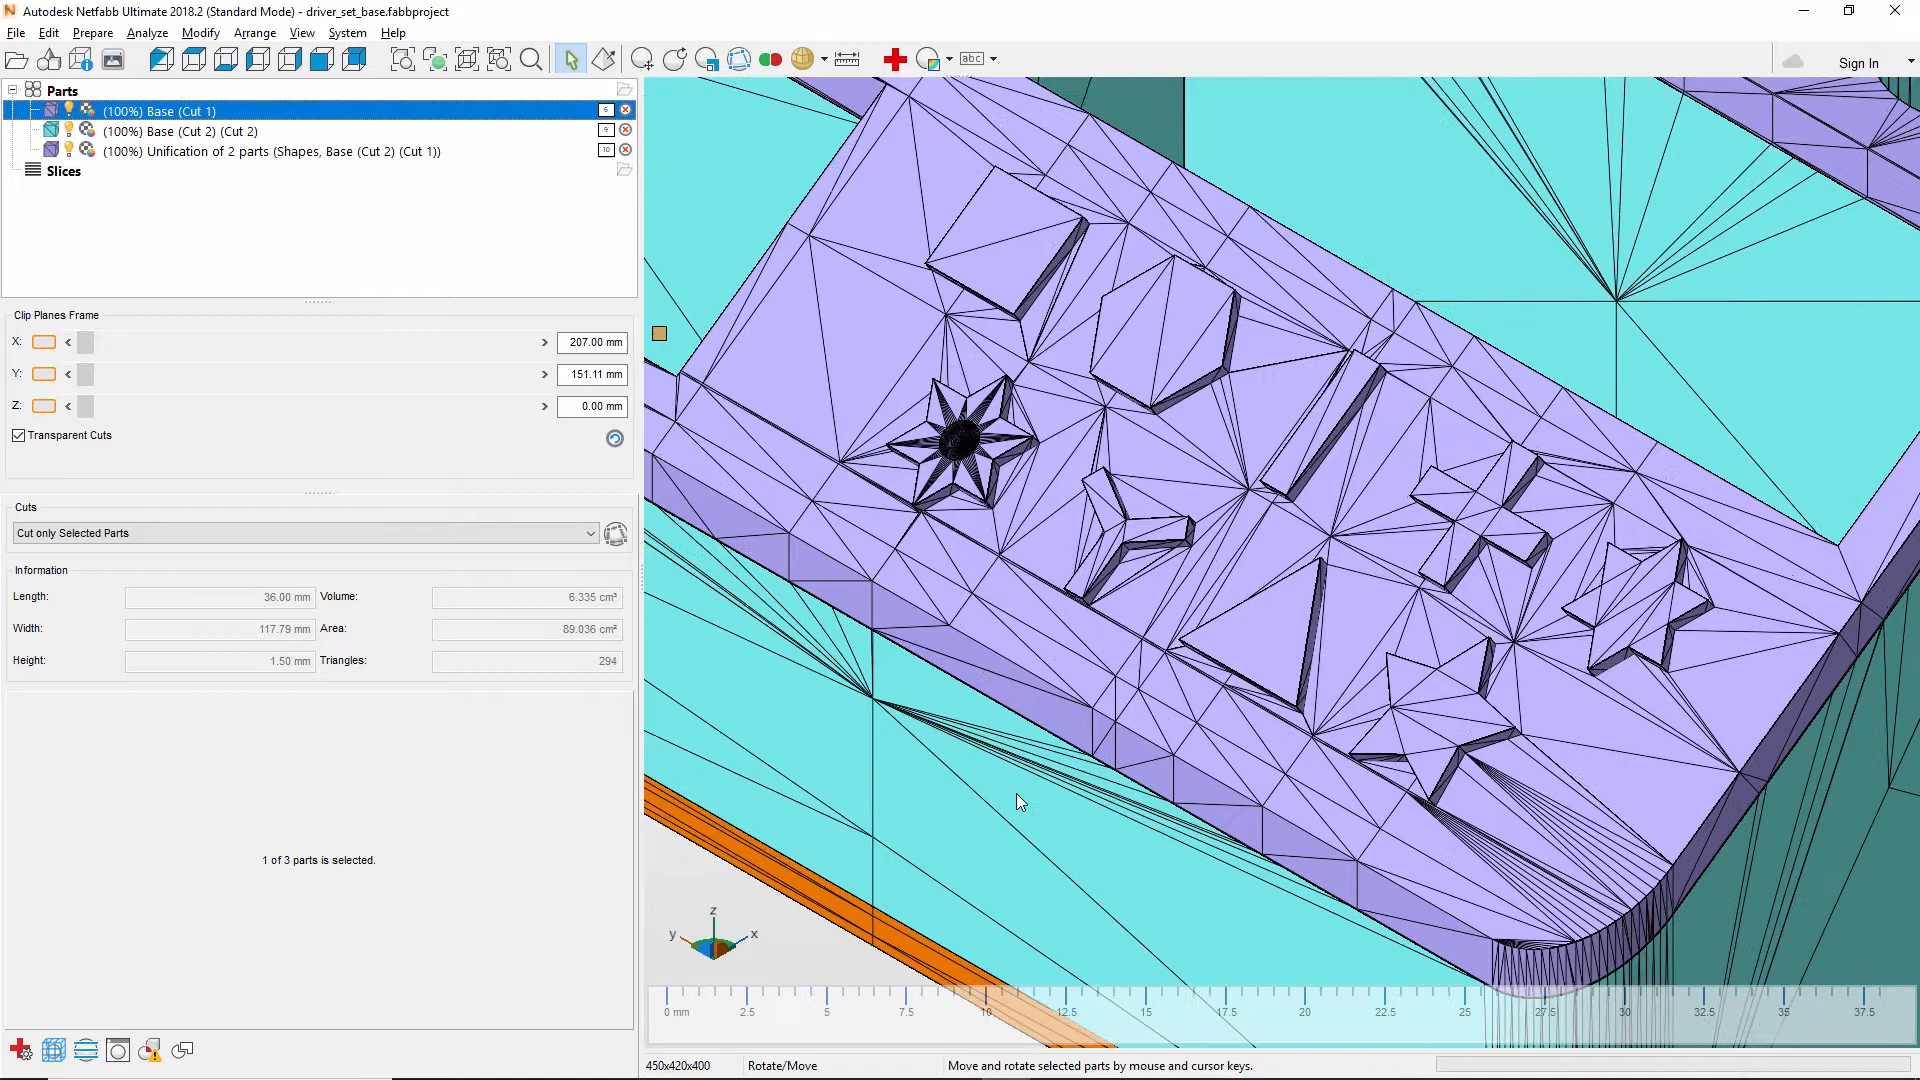 Autodesk Netfabb Ultimate 2018.2 (Standard Mode) - driver_set_base.fabbproject
File Edit Prepare Analyze Modify Arrange View System Help
abc
Sign In
Parts
(100%) Base (Cut 1) 6
(100%) Base (Cut 2) (Cut 2) 9
(100%) Unification of 2 parts (Shapes, Base (Cut 2) (Cut 1)) 10
Slices
Clip Planes Frame
X: < > 207.00 mm
Y: < > 151.11 mm
Z: < > 0.00 mm
Transparent Cuts
Cuts
Cut only Selected Parts
Information
Length: 36.00 mm Volume: 6.335 cm³
Width: 117.79 mm Area: 89.036 cm²
Height: 1.50 mm Triangles: 294
1 of 3 parts is selected.
z
y x
0 mm 2.5 5 7.5 10 12.5 15 17.5 20 22.5 25 27.5 30 32.5 35 37.5
450x420x400 Rotate/Move Move and rotate selected parts by mouse and cursor keys.